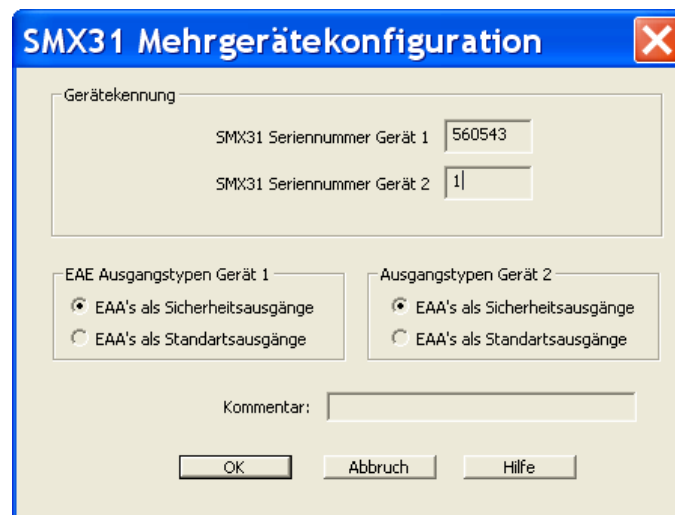 SMX31 Mehrgerätekonfiguration
Gerätekennung
SMX31 Seriennummer Gerät 1 560543
SMX31 Seriennummer Gerät 2 1
EAE Ausgangstypen Gerät 1
EAA's als Sicherheitsausgänge
EAA's als Standartsausgänge
Ausgangstypen Gerät 2
EAA's als Sicherheitsausgänge
EAA's als Standartsausgänge
Kommentar:
OK Abbruch Hilfe